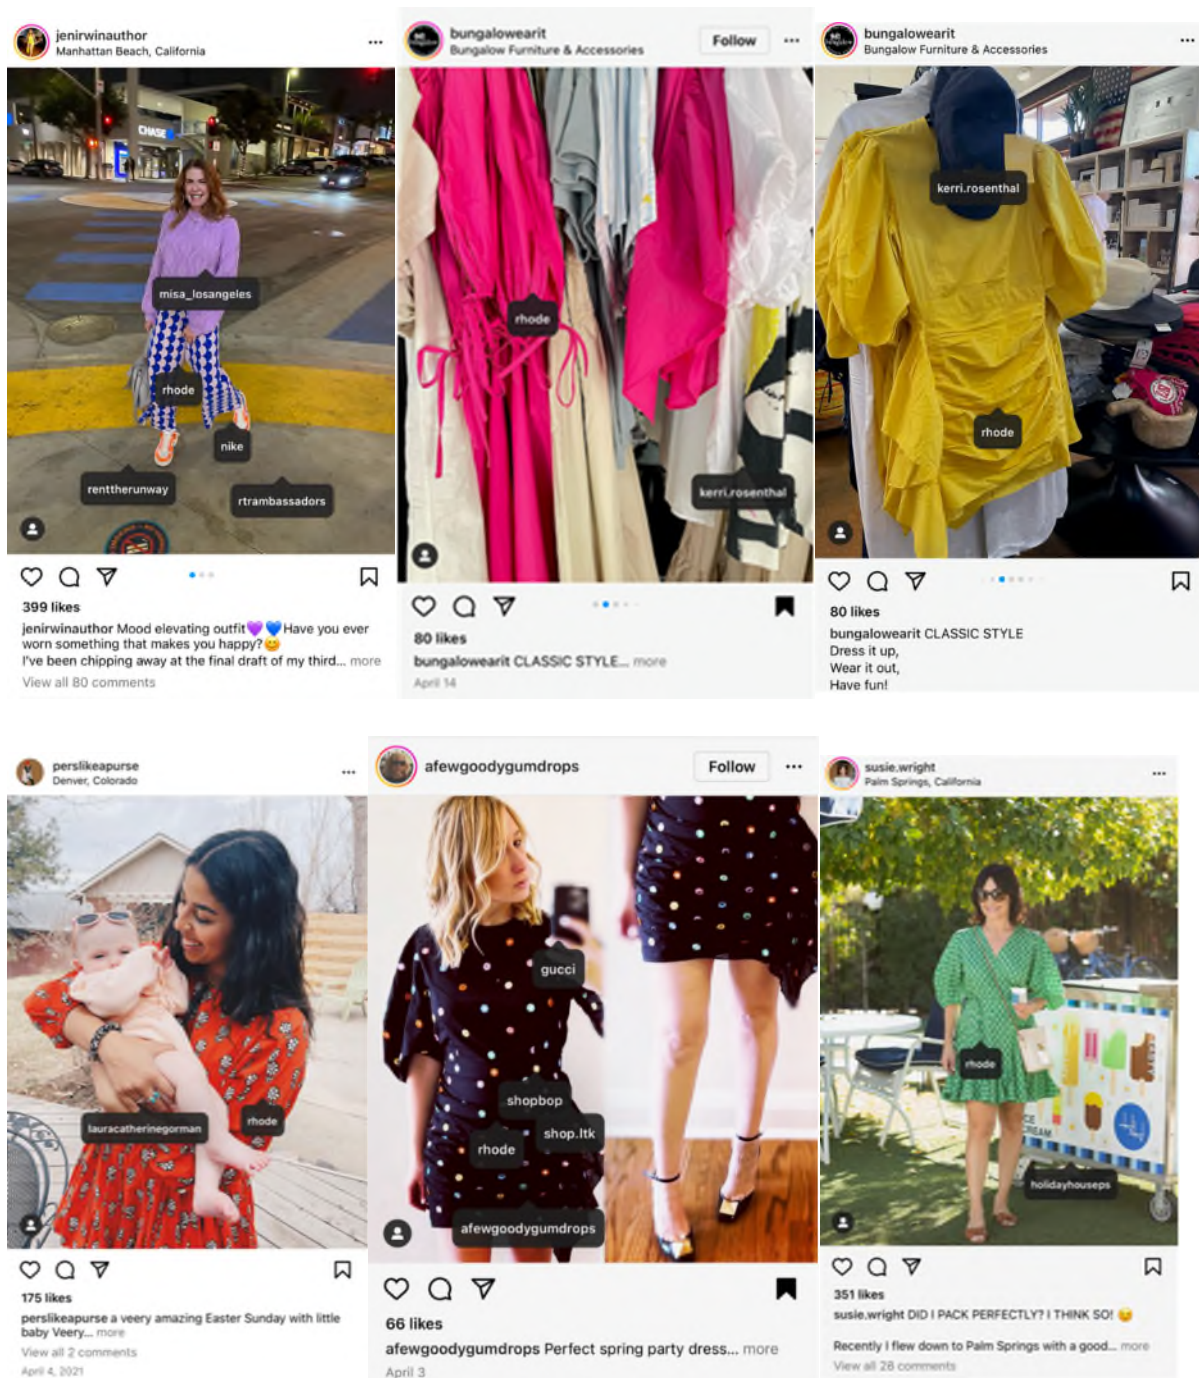 jenirwinauthor
Manhattan Beach, California
CHASE
misa_losangeles
rhode
nike
renttherunway
rtrambassadors
399 likes
jenirwinauthor Mood elevating outfit💜💙Have you ever
worn something that makes you happy?😊
I've been chipping away at the final draft of my third... more
View all 80 comments
bungalowearit
Bungalow Furniture & Accessories
Follow
rhode
kerri.rosenthal
80 likes
bungalowearit CLASSIC STYLE... more
April 14
bungalowearit
Bungalow Furniture & Accessories
kerri.rosenthal
rhode
80 likes
bungalowearit CLASSIC STYLE
Dress it up,
Wear it out,
Have fun!
perslikeapurse
Denver, Colorado
lauracatherinegorman
rhode
175 likes
perslikeapurse a veery amazing Easter Sunday with little
baby Veery... more
View all 2 comments
April 4, 2021
afewgoodygumdrops
Follow
gucci
shopbop
shop.ltk
rhode
afewgoodygumdrops
66 likes
afewgoodygumdrops Perfect spring party dress... more
April 3
susie.wright
Palm Springs, California
rhode
ICE
CREAM
holidayhouseps
351 likes
susie.wright DID I PACK PERFECTLY? I THINK SO! 😉
Recently I flew down to Palm Springs with a good... more
View all 28 comments